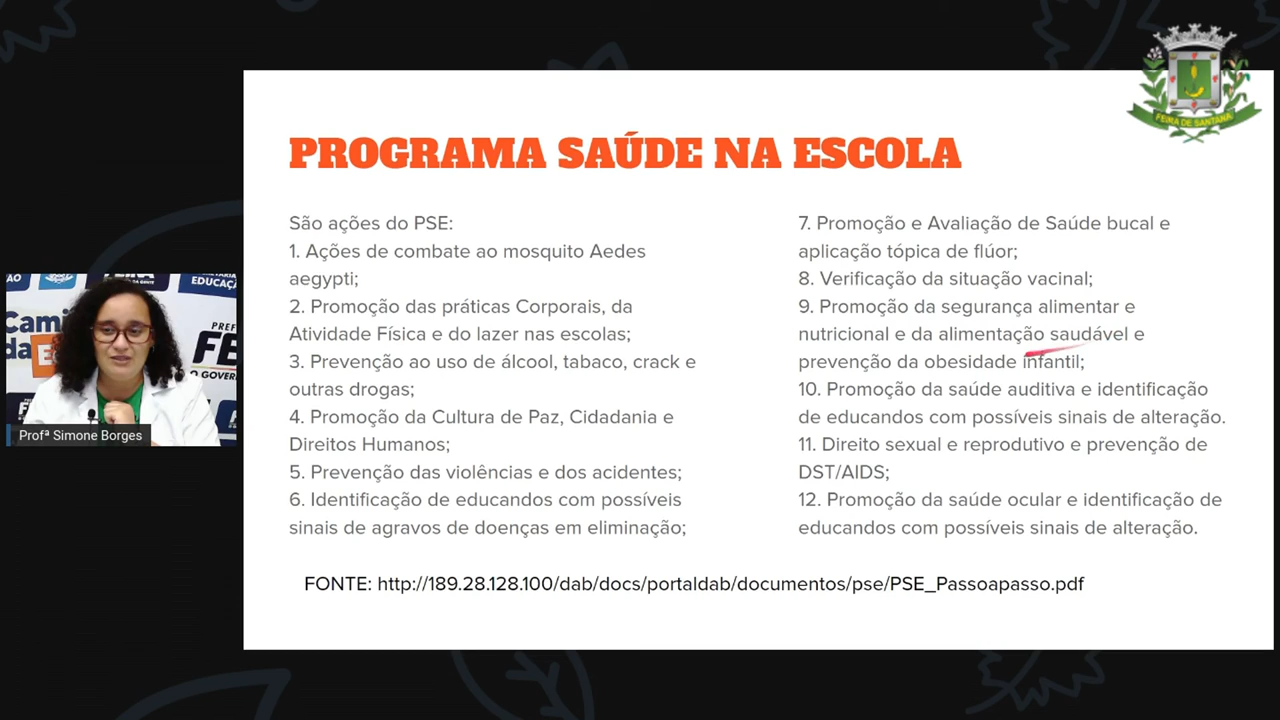 FEIRA DE SANTANA
PROGRAMA SAÚDE NA ESCOLA
São ações do PSE:
1. Ações de combate ao mosquito Aedes
aegypti;
2. Promoção das práticas Corporais, da
Atividade Física e do lazer nas escolas;
3. Prevenção ao uso de álcool, tabaco, crack e
outras drogas;
4. Promoção da Cultura de Paz, Cidadania e
Direitos Humanos;
5. Prevenção das violências e dos acidentes;
6. Identificação de educandos com possíveis
sinais de agravos de doenças em eliminação;
7. Promoção e Avaliação de Saúde bucal e
aplicação tópica de flúor;
8. Verificação da situação vacinal;
9. Promoção da segurança alimentar e
nutricional e da alimentação saudável e
prevenção da obesidade infantil;
10. Promoção da saúde auditiva e identificação
de educandos com possíveis sinais de alteração.
11. Direito sexual e reprodutivo e prevenção de
DST/AIDS;
12. Promoção da saúde ocular e identificação de
educandos com possíveis sinais de alteração.
FONTE: http://189.28.128.100/dab/docs/portaldab/documentos/pse/PSE_Passoapasso.pdf
EDUCAÇ
Cami
da E
PREF
FE
O GOVER
Profª Simone Borges